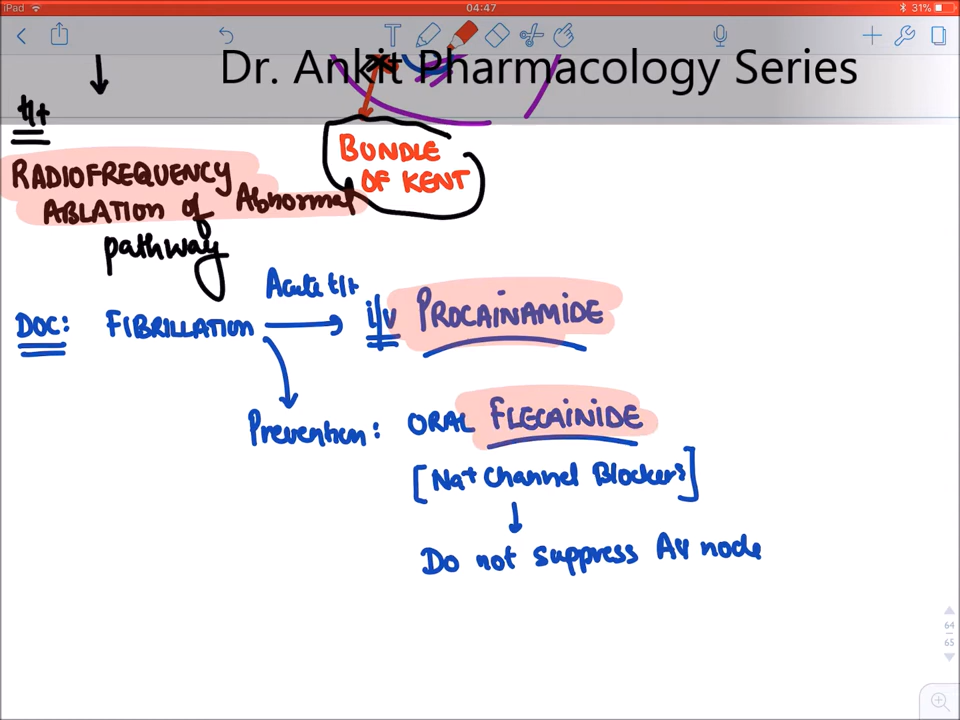 iPad
04:47
31%
T
Dr. Ankit Pharmacology Series
t/t
BUNDLE
OF KENT
RADIOFREQUENCY
ABLATION of Abnormal
pathway
Acute t/t
DOC: FIBRILLATION i/v PROCAINAMIDE
Prevention: ORAL FLECAINIDE
[Na+ Channel Blockers]
Do not suppress AV node
64
65